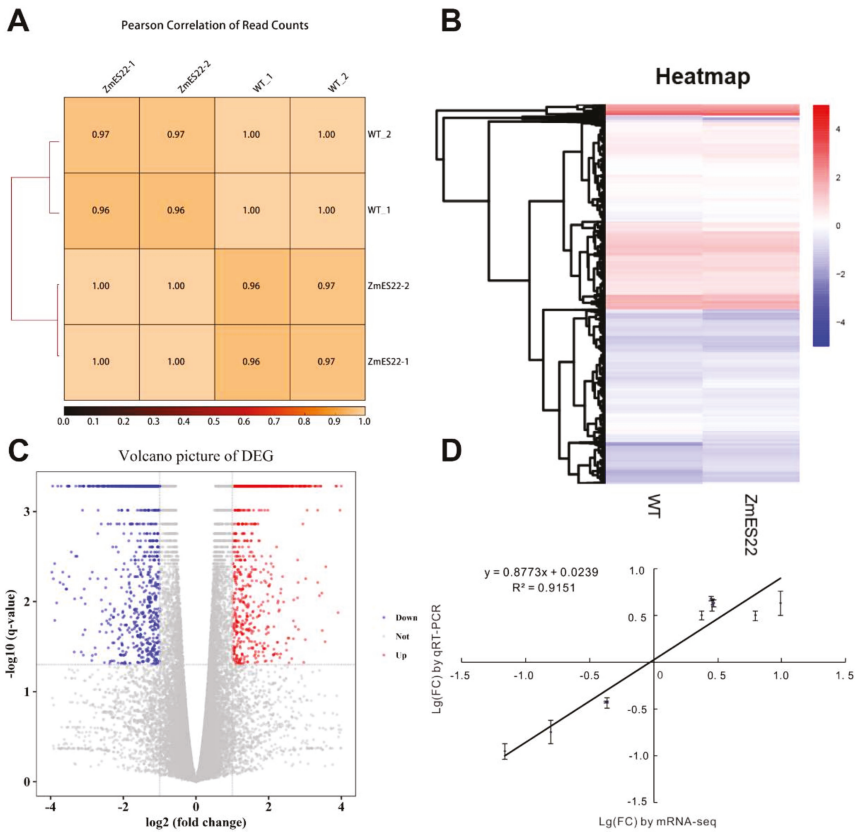 A
Pearson Correlation of Read Counts
ZmES22-1 ZmES22-2 WT_1 WT_2
0.97 0.97 1.00 1.00 WT_2
0.96 0.96 1.00 1.00 WT_1
1.00 1.00 0.96 0.97 ZmES22-2
1.00 1.00 0.96 0.97 ZmES22-1
0.0 0.1 0.2 0.3 0.4 0.5 0.6 0.7 0.8 0.9 1.0
B
Heatmap
4
2
0
-2
-4
WT ZmES22
C
Volcano picture of DEG
-log10 (q-value)
3
2
1
0
-4 -2 0 2 4
log2 (fold change)
Down
Not
Up
D
y = 0.8773x + 0.0239
R² = 0.9151
Lg(FC) by qRT-PCR
1.0
0.5
-1.5 -1.0 -0.5 0 0.5 1.0 1.5
-0.5
-1.0
-1.5
Lg(FC) by mRNA-seq